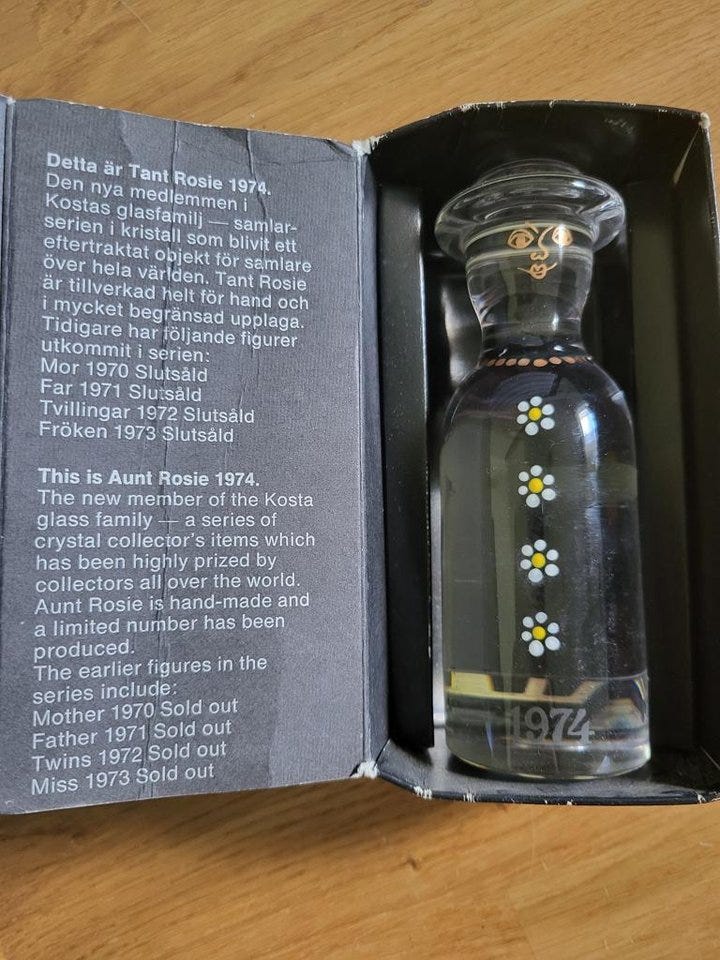 Detta är Tant Rosie 1974.
Den nya medlemmen i
Kostas glasfamilj — samlar-
serien i kristall som blivit ett
eftertraktat objekt för samlare
över hela världen. Tant Rosie
är tillverkad helt för hand och
i mycket begränsad upplaga.
Tidigare har följande figurer
utkommit i serien:
Mor 1970 Slutsåld
Far 1971 Slutsåld
Tvillingar 1972 Slutsåld
Fröken 1973 Slutsåld
This is Aunt Rosie 1974.
The new member of the Kosta
glass family — a series of
crystal collector's items which
has been highly prized by
collectors all over the world.
Aunt Rosie is hand-made and
a limited number has been
produced.
The earlier figures in the
series include:
Mother 1970 Sold out
Father 1971 Sold out
Twins 1972 Sold out
Miss 1973 Sold out
1974